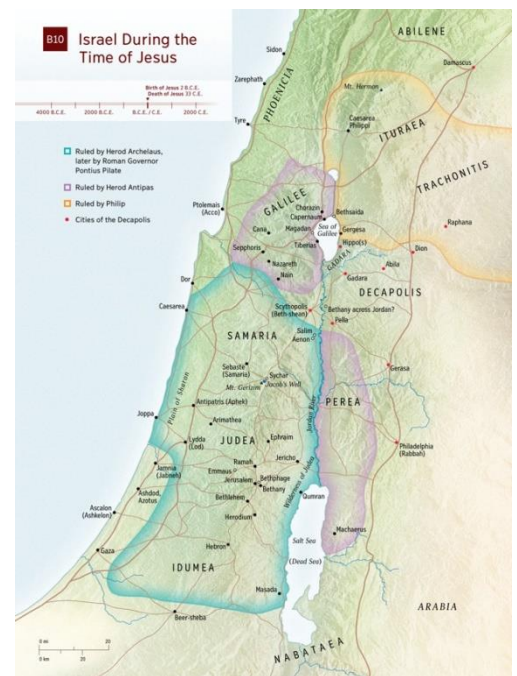 B10
Israel During the
Time of Jesus
Birth of Jesus 2 B.C.E.
Death of Jesus 33 C.E.
4000 B.C.E.
2000 B.C.E.
B.C.E. / C.E.
2000 C.E.
Ruled by Herod Archelaus,
later by Roman Governor
Pontius Pilate
Ruled by Herod Antipas
Ruled by Philip
Cities of the Decapolis
ABILENE
Sidon
Damascus
Zarephath
PHOENICIA
Mt. Hermon
Tyre
Caesarea
Philippi
ITURAEA
TRACHONITIS
Ptolemais
(Acco)
GALILEE
Chorazin
Capernaum
Bethsaida
Cana
Magadan
Sea of
Galilee
Gergesa
Raphana
Sepphoris
Tiberias
Hippo(s)
Dion
Nazareth
GADARA
Abila
Nain
Gadara
Dor
DECAPOLIS
Caesarea
Scythopolis
(Beth-shean)
Bethany across Jordan?
Pella
SAMARIA
Salim
Aenon
Sebaste
(Samaria)
Sychar
Jacob's Well
Mt. Gerizim
Gerasa
Plain of Sharon
Antipatris (Aphek)
PEREA
Joppa
Arimathea
Jordan River
Lydda
(Lod)
JUDEA
Ephraim
Philadelphia
(Rabbah)
Jamnia
(Jabneh)
Ramah
Jericho
Emmaus
Jerusalem
Bethphage
Bethany
Wilderness of Judea
Ashdod,
Azotus
Qumran
Bethlehem
Ascalon
(Ashkelon)
Herodium
Machaerus
Gaza
Hebron
Salt Sea
(Dead Sea)
IDUMEA
Masada
ARABIA
Beer-sheba
NABATAEA
0 mi
20
0 km
20